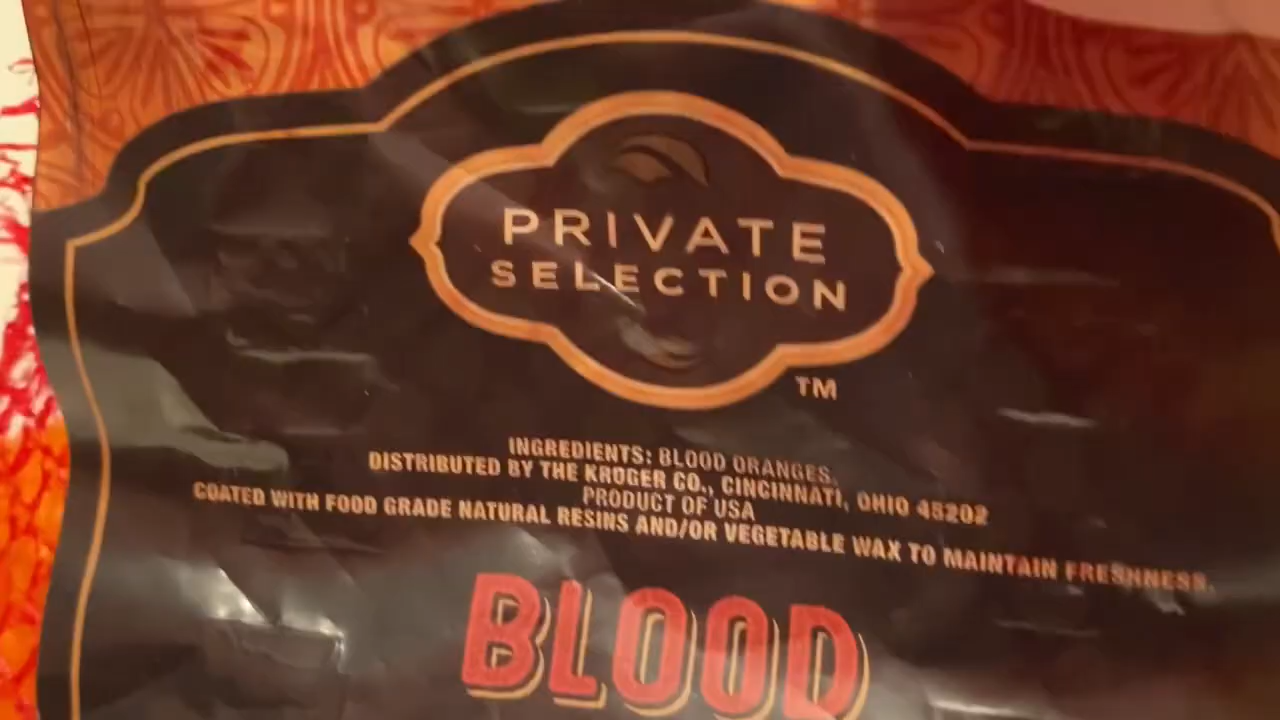 PRIVATE
SELECTION
TM
INGREDIENTS: BLOOD ORANGES.
DISTRIBUTED BY THE KROGER CO., CINCINNATI, OHIO 45202
PRODUCT OF USA
COATED WITH FOOD GRADE NATURAL RESINS AND/OR VEGETABLE WAX TO MAINTAIN FRESHNESS.
BLOOD